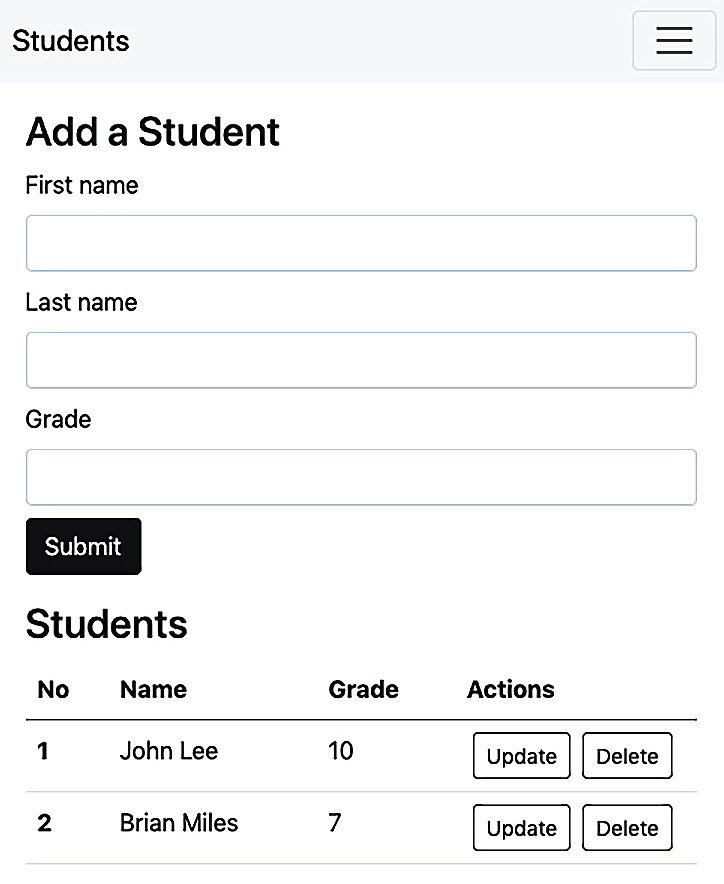 Students
Add a Student
First name
Last name
Grade
Submit
Students
No Name Grade Actions
1 John Lee 10 Update Delete
2 Brian Miles 7 Update Delete